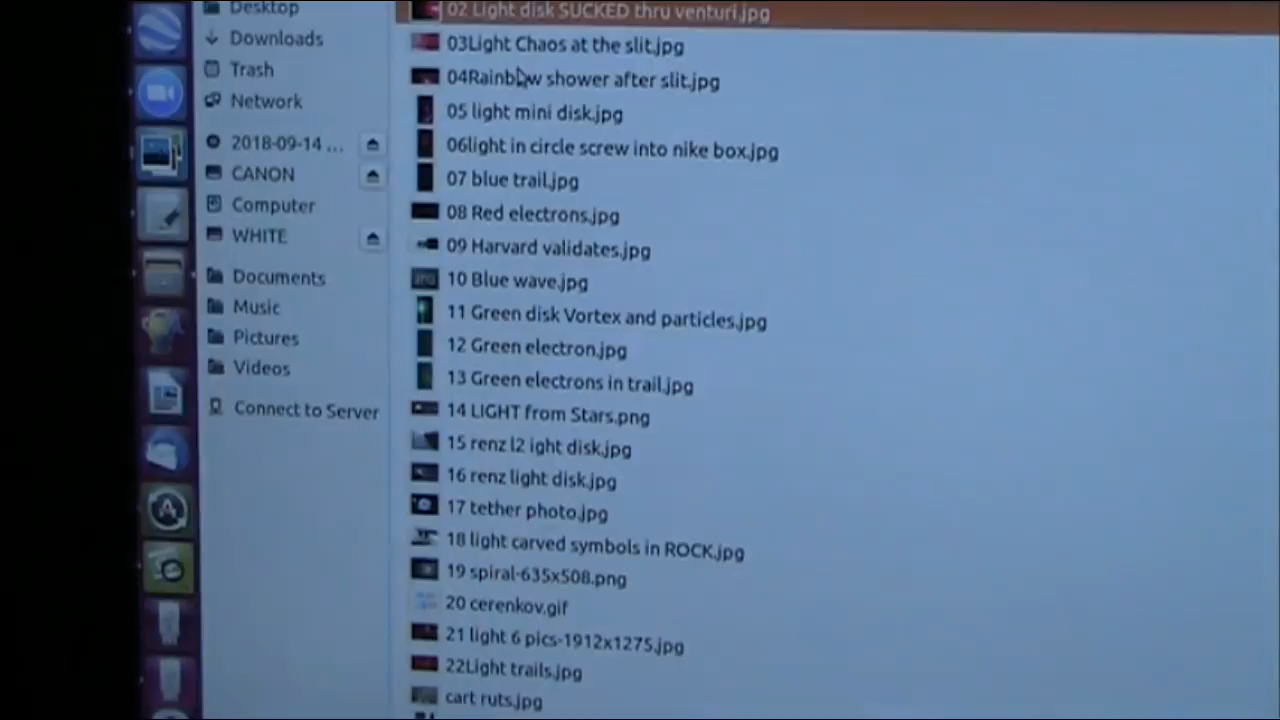 Desktop
Downloads
Trash
Network
2018-09-14 ...
CANON
Computer
WHITE
Documents
Music
Pictures
Videos
Connect to Server
02 Light disk SUCKED thru venturi.jpg
03Light Chaos at the slit.jpg
04Rainbow shower after slit.jpg
05 light mini disk.jpg
06light in circle screw into nike box.jpg
07 blue trail.jpg
08 Red electrons.jpg
09 Harvard validates.jpg
10 Blue wave.jpg
11 Green disk Vortex and particles.jpg
12 Green electron.jpg
13 Green electrons in trail.jpg
14 LIGHT from Stars.png
15 renz l2 ight disk.jpg
16 renz light disk.jpg
17 tether photo.jpg
18 light carved symbols in ROCK.jpg
19 spiral-635x508.png
20 cerenkov.gif
21 light 6 pics-1912x1275.jpg
22Light trails.jpg
cart ruts.jpg